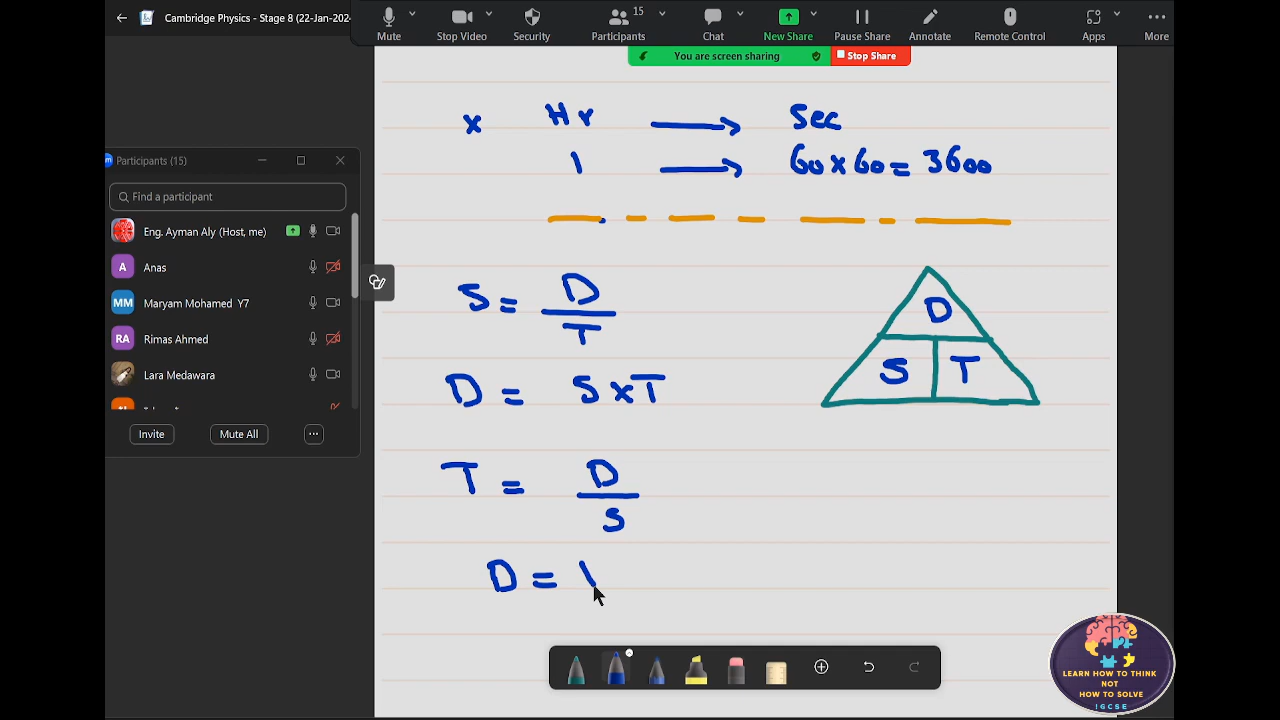 Cambridge Physics - Stage 8 (22-Jan-202
Mute
Stop Video
Security
15
Participants
Chat
New Share
Pause Share
Annotate
Remote Control
Apps
More
You are screen sharing
Stop Share
x Hr → Sec
1 → 60 x 60 = 3600
Participants (15)
Find a participant
Eng. Ayman Aly (Host, me)
A Anas
MM Maryam Mohamed Y7
RA Rimas Ahmed
Lara Medawara
Invite
Mute All
S = D / T
D = S x T
T = D / S
D = \
D
S T
LEARN HOW TO THINK
NOT
HOW TO SOLVE
IGCSE